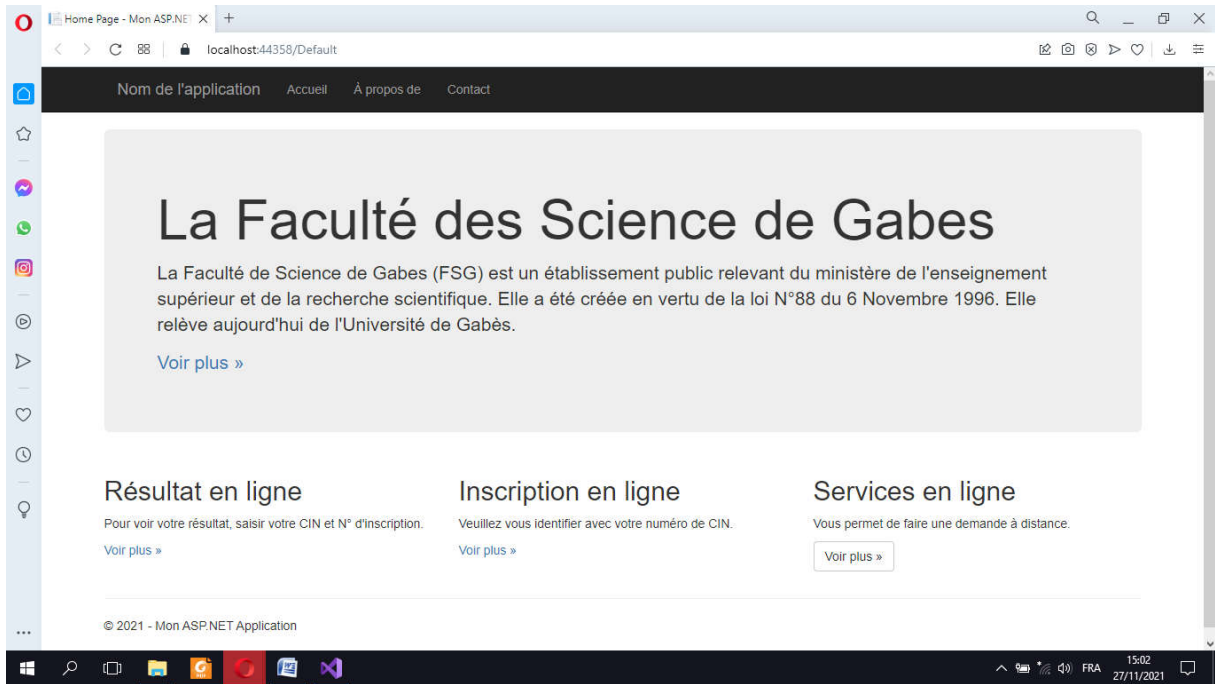 Home Page - Mon ASP.NE
localhost:44358/Default
Nom de l'application Accueil À propos de Contact
La Faculté des Science de Gabes
La Faculté de Science de Gabes (FSG) est un établissement public relevant du ministère de l'enseignement
supérieur et de la recherche scientifique. Elle a été créée en vertu de la loi N°88 du 6 Novembre 1996. Elle
relève aujourd'hui de l'Université de Gabès.
Voir plus »
Résultat en ligne
Pour voir votre résultat, saisir votre CIN et N° d'inscription.
Voir plus »
Inscription en ligne
Veuillez vous identifier avec votre numéro de CIN.
Voir plus »
Services en ligne
Vous permet de faire une demande à distance.
Voir plus »
© 2021 - Mon ASP.NET Application
FRA
15:02
27/11/2021